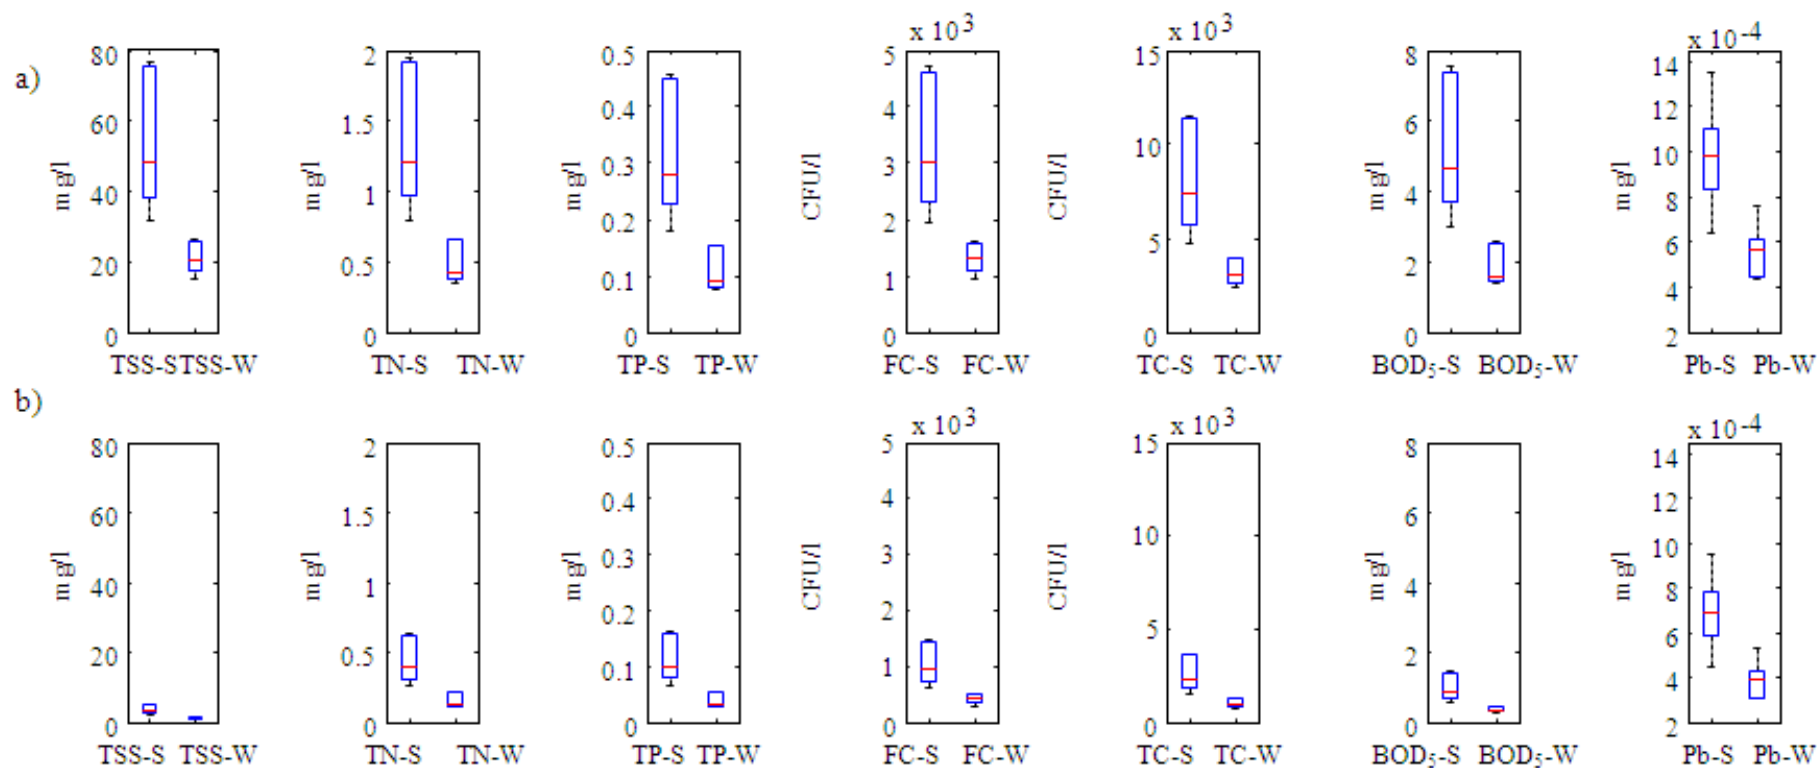 a)
x 10³
x 10³
x 10⁻⁴
80
60
40
20
0
mg/l
TSS-S TSS-W
2
1.5
1
0.5
0
mg/l
TN-S TN-W
0.5
0.4
0.3
0.2
0.1
0
mg/l
TP-S TP-W
5
4
3
2
1
0
CFU/l
FC-S FC-W
15
10
5
0
CFU/l
TC-S TC-W
8
6
4
2
0
mg/l
BOD₅-S BOD₅-W
14
12
10
8
6
4
2
mg/l
Pb-S Pb-W
b)
x 10³
x 10³
x 10⁻⁴
80
60
40
20
0
mg/l
TSS-S TSS-W
2
1.5
1
0.5
0
mg/l
TN-S TN-W
0.5
0.4
0.3
0.2
0.1
0
mg/l
TP-S TP-W
5
4
3
2
1
0
CFU/l
FC-S FC-W
15
10
5
0
CFU/l
TC-S TC-W
8
6
4
2
0
mg/l
BOD₅-S BOD₅-W
14
12
10
8
6
4
2
mg/l
Pb-S Pb-W